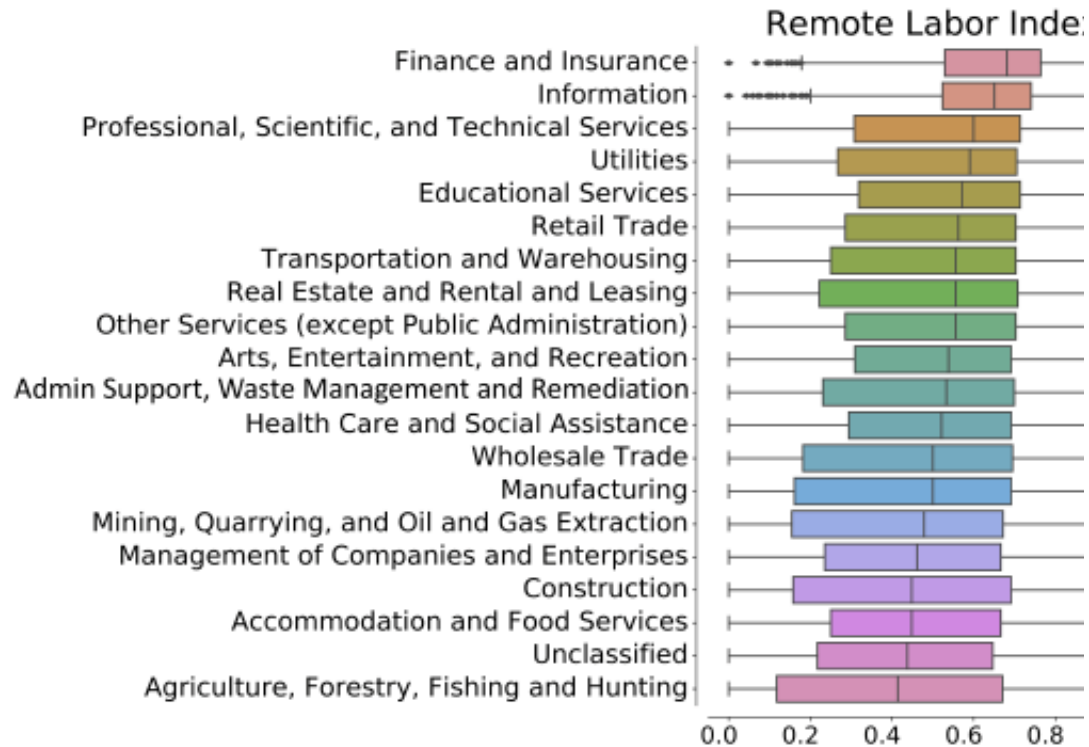 Remote Labor Inde
Finance and Insurance
Information
Professional, Scientific, and Technical Services
Utilities
Educational Services
Retail Trade
Transportation and Warehousing
Real Estate and Rental and Leasing
Other Services (except Public Administration)
Arts, Entertainment, and Recreation
Admin Support, Waste Management and Remediation
Health Care and Social Assistance
Wholesale Trade
Manufacturing
Mining, Quarrying, and Oil and Gas Extraction
Management of Companies and Enterprises
Construction
Accommodation and Food Services
Unclassified
Agriculture, Forestry, Fishing and Hunting
0.0 0.2 0.4 0.6 0.8